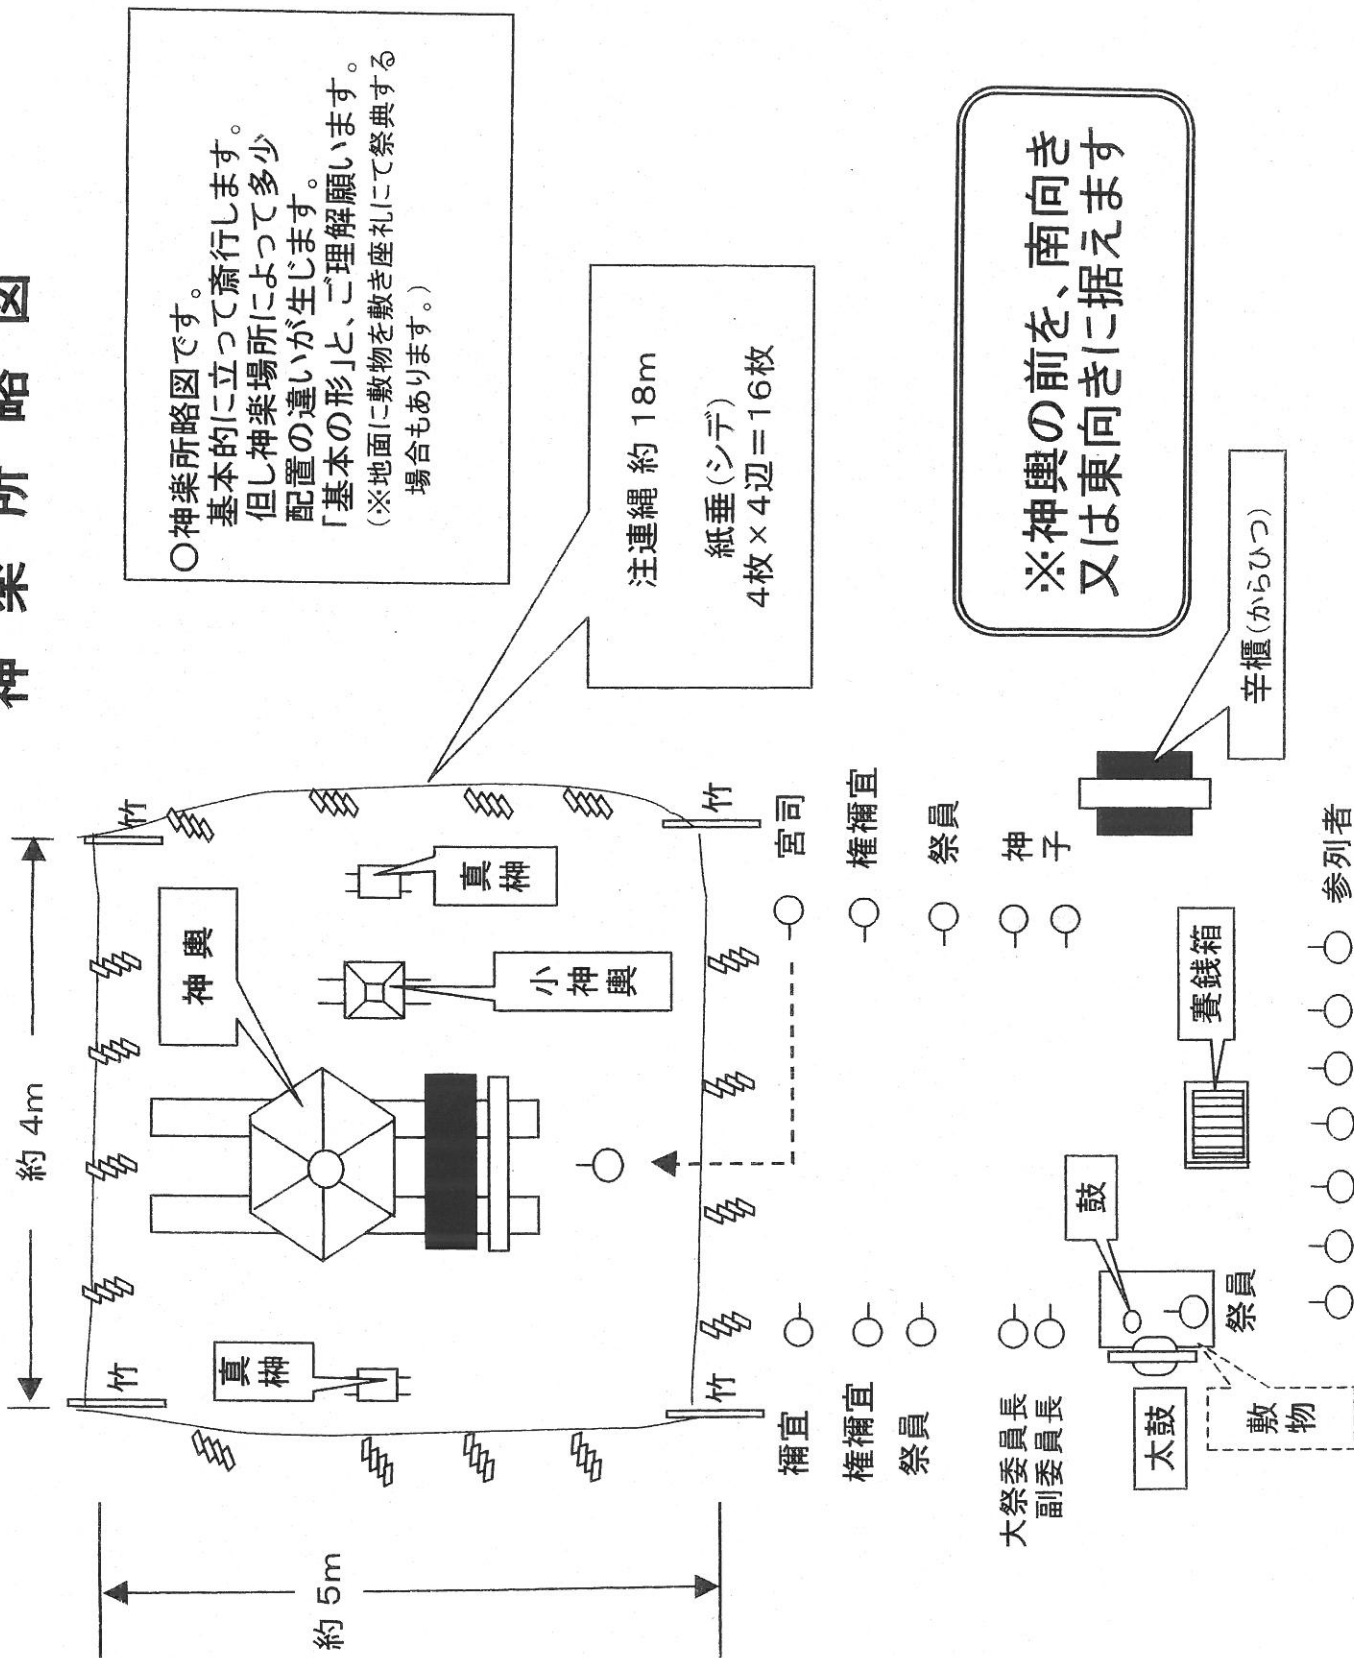 神楽所略図
〇神楽所略図です。
基本的に立って斎行します。
但し神楽場所によって多少
配置の違いが生じます。
「基本の形」と、ご理解願います。
(※地面に敷物を敷き座礼にて祭典する
場合もあります。)
注連縄 約 18m
紙垂(シデ)
4枚×4辺=16枚
※神輿の前を、南向き
又は東向きに据えます
辛櫃(からひつ)
約 4m
約 5m
竹
竹
竹
竹
神輿
真榊
小神輿
真榊
宮司
権禰宜
祭員
神子
禰宜
権禰宜
祭員
大祭委員長
副委員長
賽銭箱
鼓
太鼓
祭員
敷物
参列者